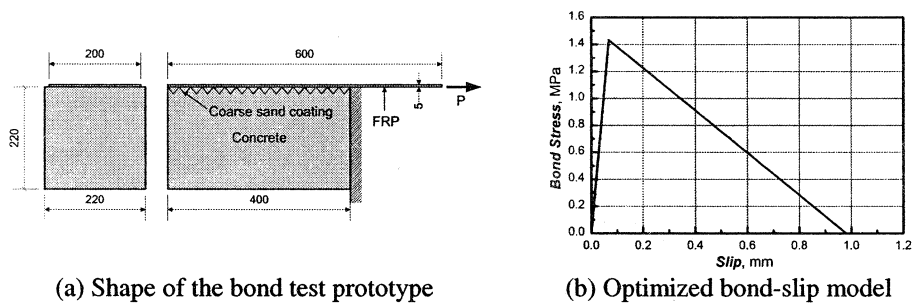 200
600
P
5
FRP
Coarse sand coating
Concrete
220
220
400
(a) Shape of the bond test prototype
1.6
1.4
1.2
1.0
0.8
0.6
0.4
0.2
0.0
Bond Stress, MPa
0.0 0.2 0.4 0.6 0.8 1.0 1.2
Slip, mm
(b) Optimized bond-slip model